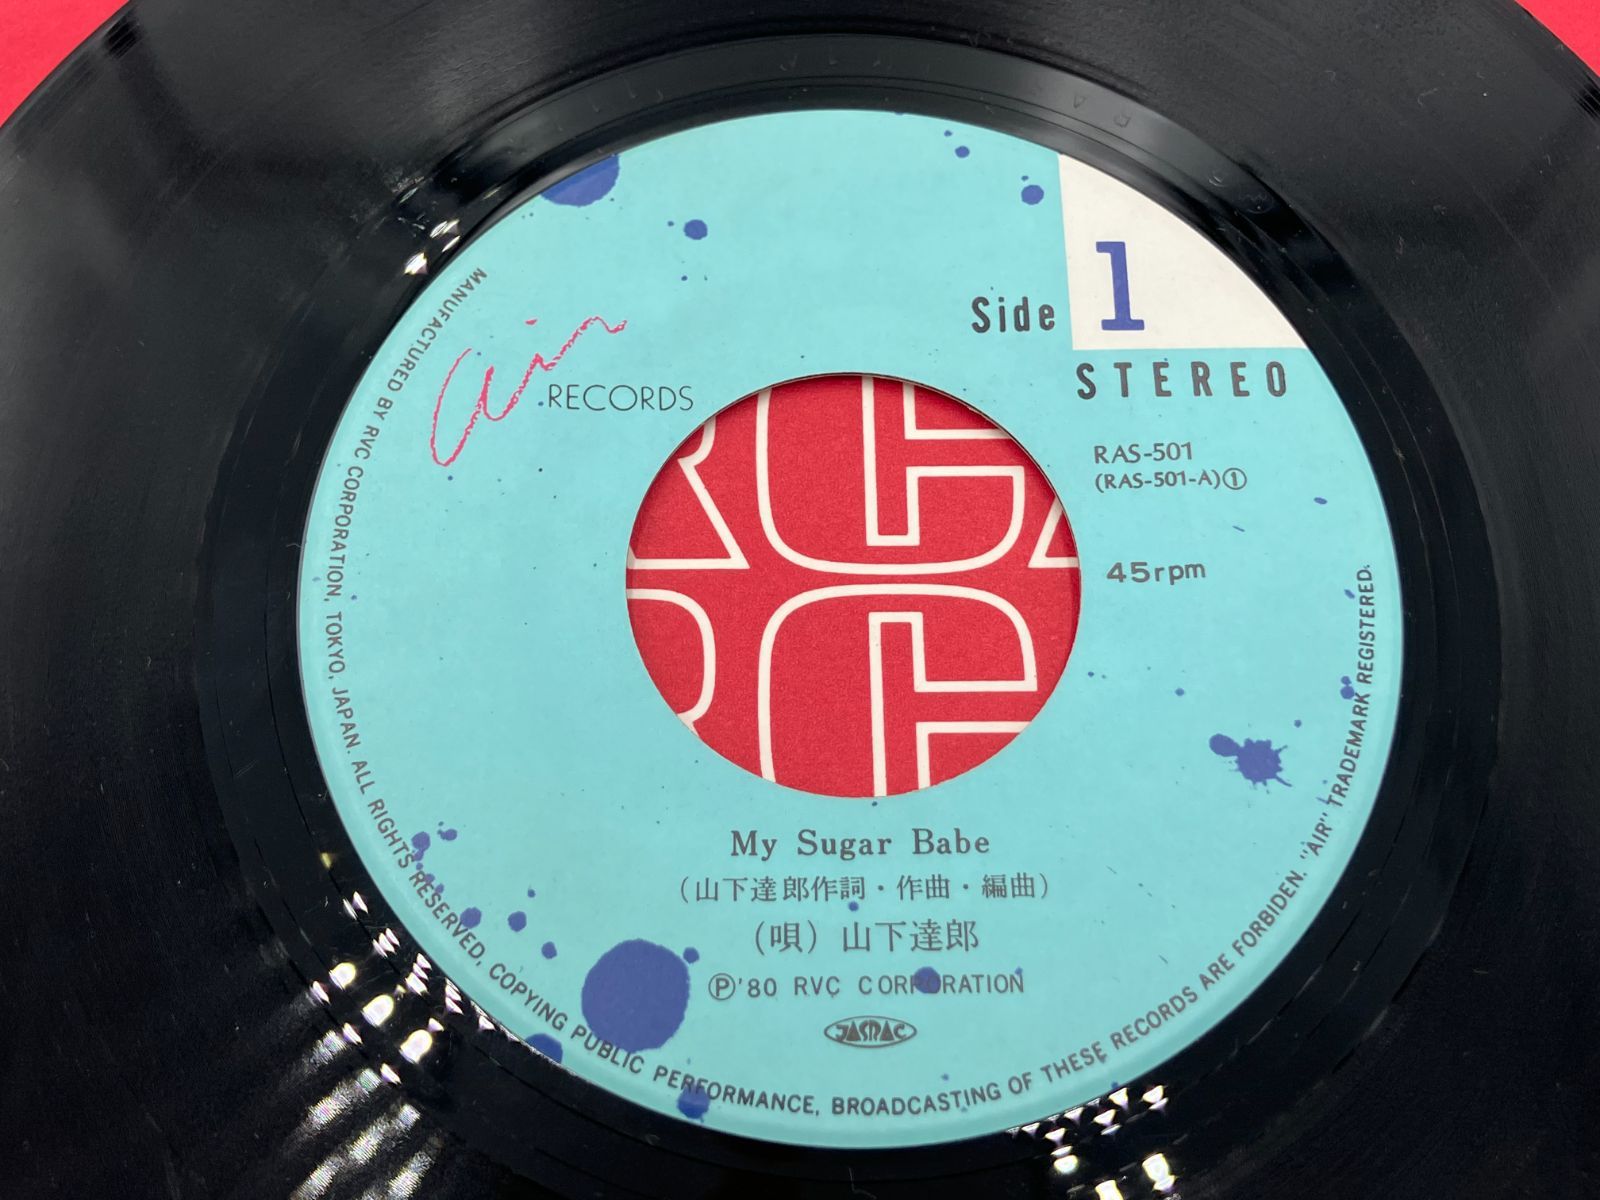 Air RECORDS
Side 1
STEREO
RAS-501
(RAS-501-A)①
45rpm
My Sugar Babe
(山下達郎作詞・作曲・編曲)
(唄) 山下達郎
Ⓟ'80 RVC CORPORATION
JASRAC
MANUFACTURED BY RVC CORPORATION, TOKYO, JAPAN. ALL RIGHTS RESERVED, COPYING PUBLIC PERFORMANCE, BROADCASTING OF THESE RECORDS ARE FORBIDEN. "AIR" TRADEMARK REGISTERED.